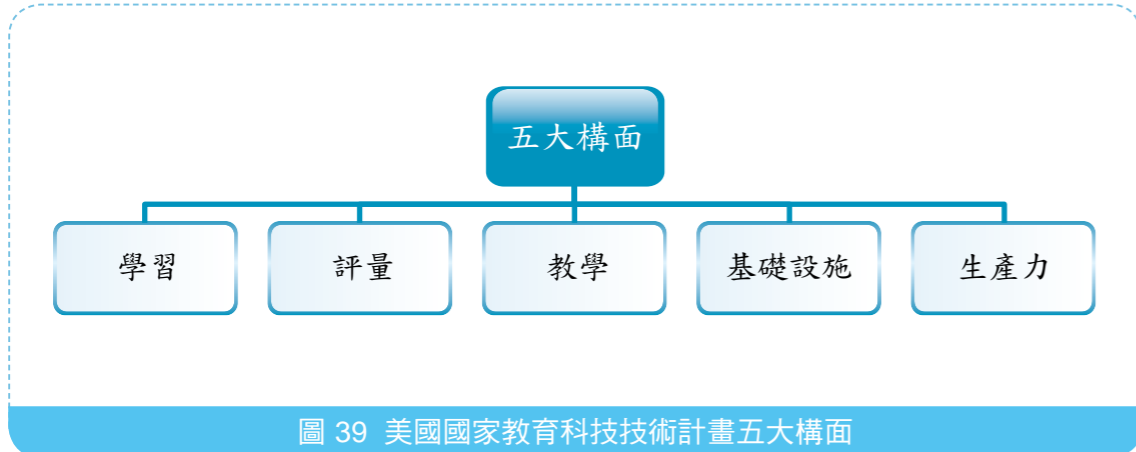 五大構面
學習
評量
教學
基礎設施
生產力
圖 39 美國國家教育科技技術計畫五大構面